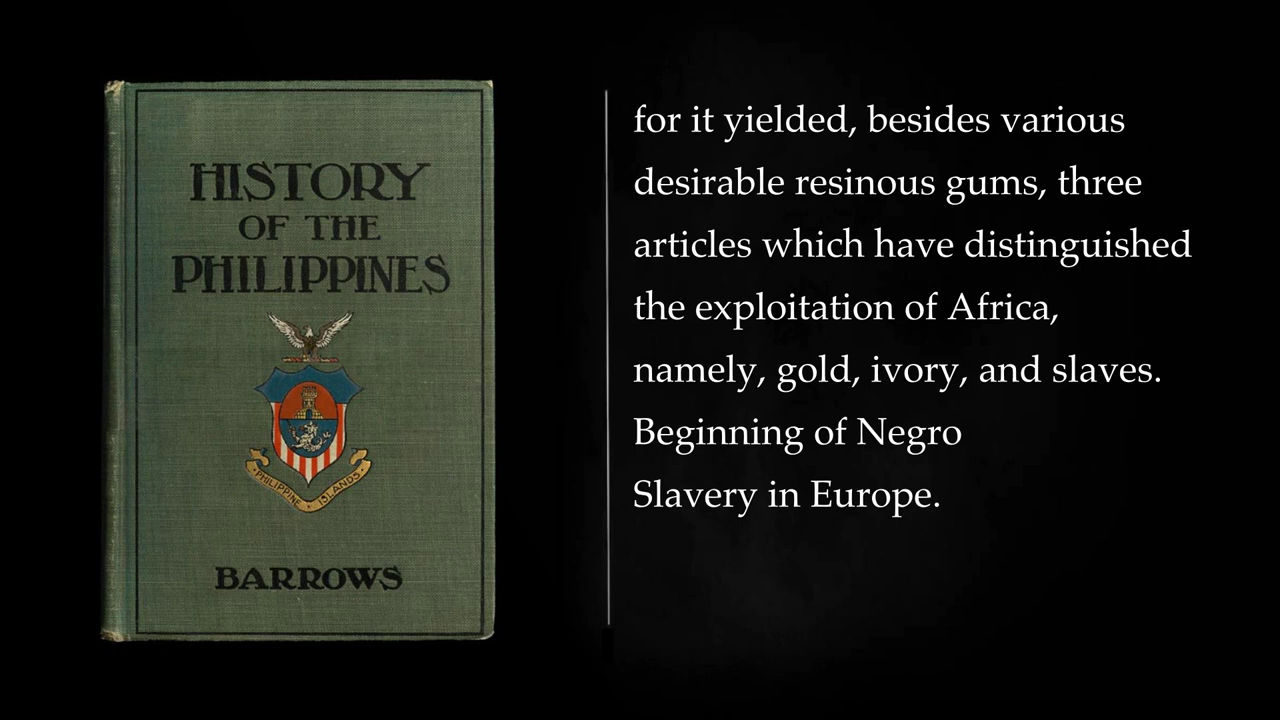 HISTORY
OF THE
PHILIPPINES
PHILIPPINE ISLANDS
BARROWS
for it yielded, besides various
desirable resinous gums, three
articles which have distinguished
the exploitation of Africa,
namely, gold, ivory, and slaves.
Beginning of Negro
Slavery in Europe.